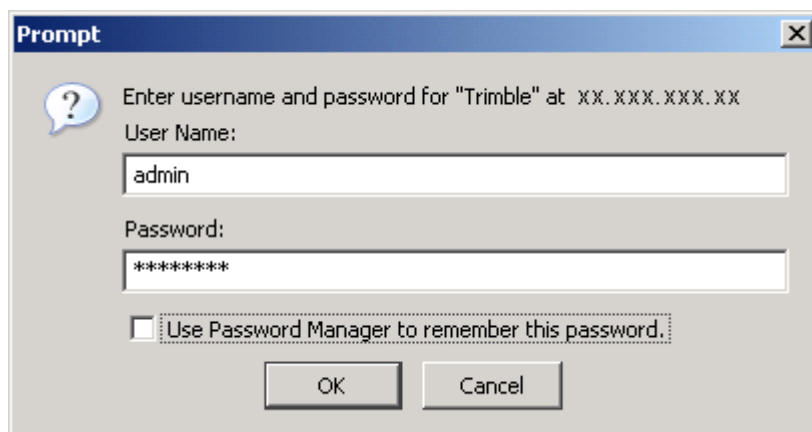 Prompt
Enter username and password for "Trimble" at xx.xxx.xxx.xx
User Name:
admin
Password:
********
Use Password Manager to remember this password.
OK
Cancel